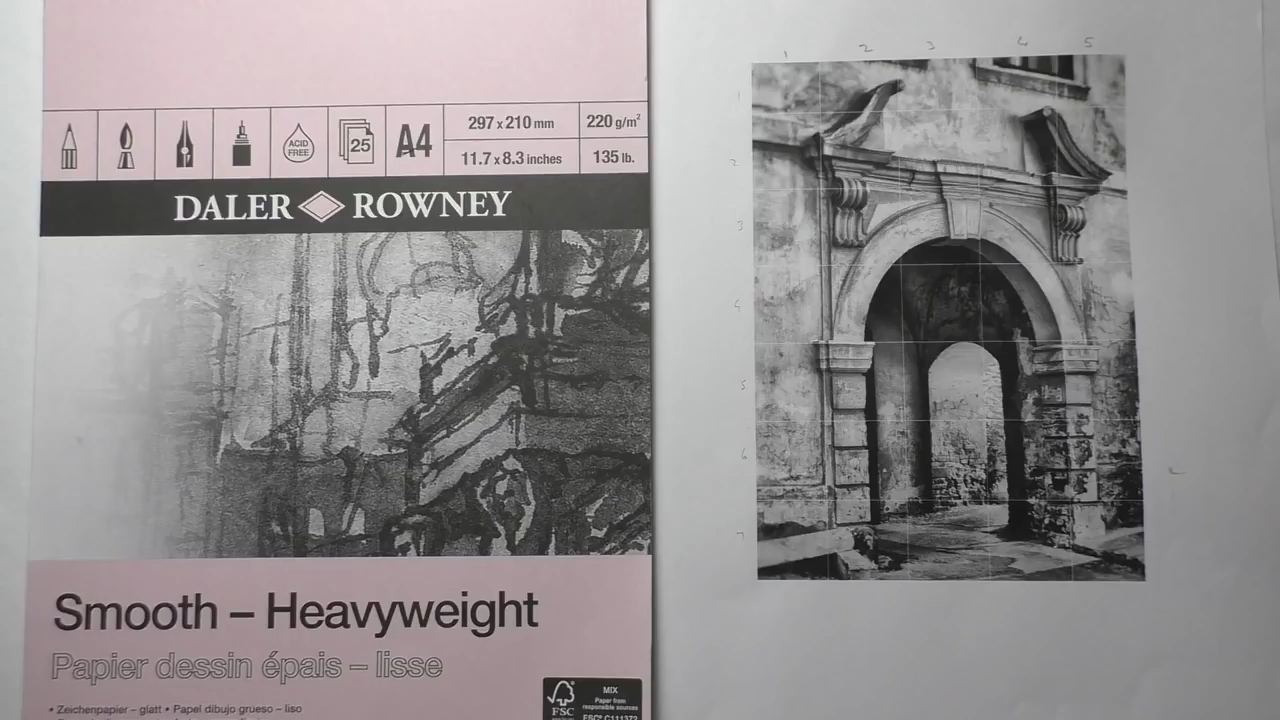 ACID
FREE
25
A4
297 x 210 mm
220 g/m²
11.7 x 8.3 inches
135 lb.
DALER ROWNEY
Smooth – Heavyweight
Papier dessin épais – lisse
• Zeichenpapier – glatt • Papel dibujo grueso – liso
FSC
MIX
Paper from
responsible sources
FSC® C111372
1 2 3 4 5
1
2
3
4
5
6
7